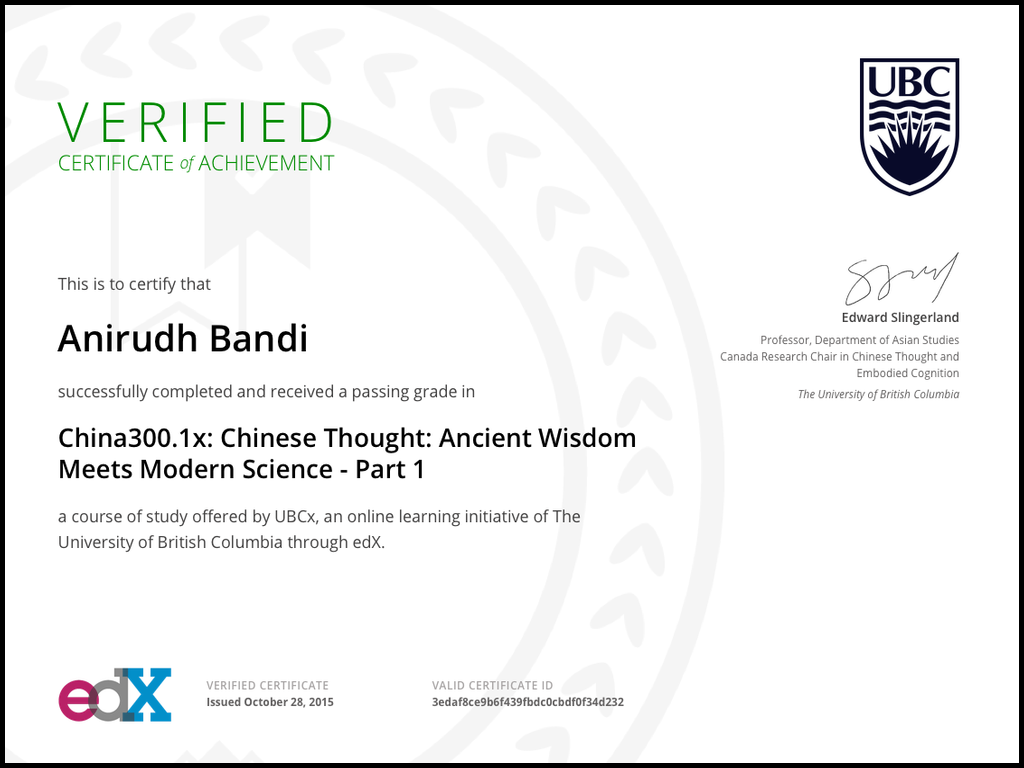 VERIFIED
CERTIFICATE of ACHIEVEMENT
UBC
This is to certify that
Anirudh Bandi
successfully completed and received a passing grade in
China300.1x: Chinese Thought: Ancient Wisdom
Meets Modern Science - Part 1
a course of study offered by UBCx, an online learning initiative of The
University of British Columbia through edX.
Edward Slingerland
Professor, Department of Asian Studies
Canada Research Chair in Chinese Thought and
Embodied Cognition
The University of British Columbia
edX
VERIFIED CERTIFICATE
Issued October 28, 2015
VALID CERTIFICATE ID
3edaf8ce9b6f439fbdc0cbdf0f34d232